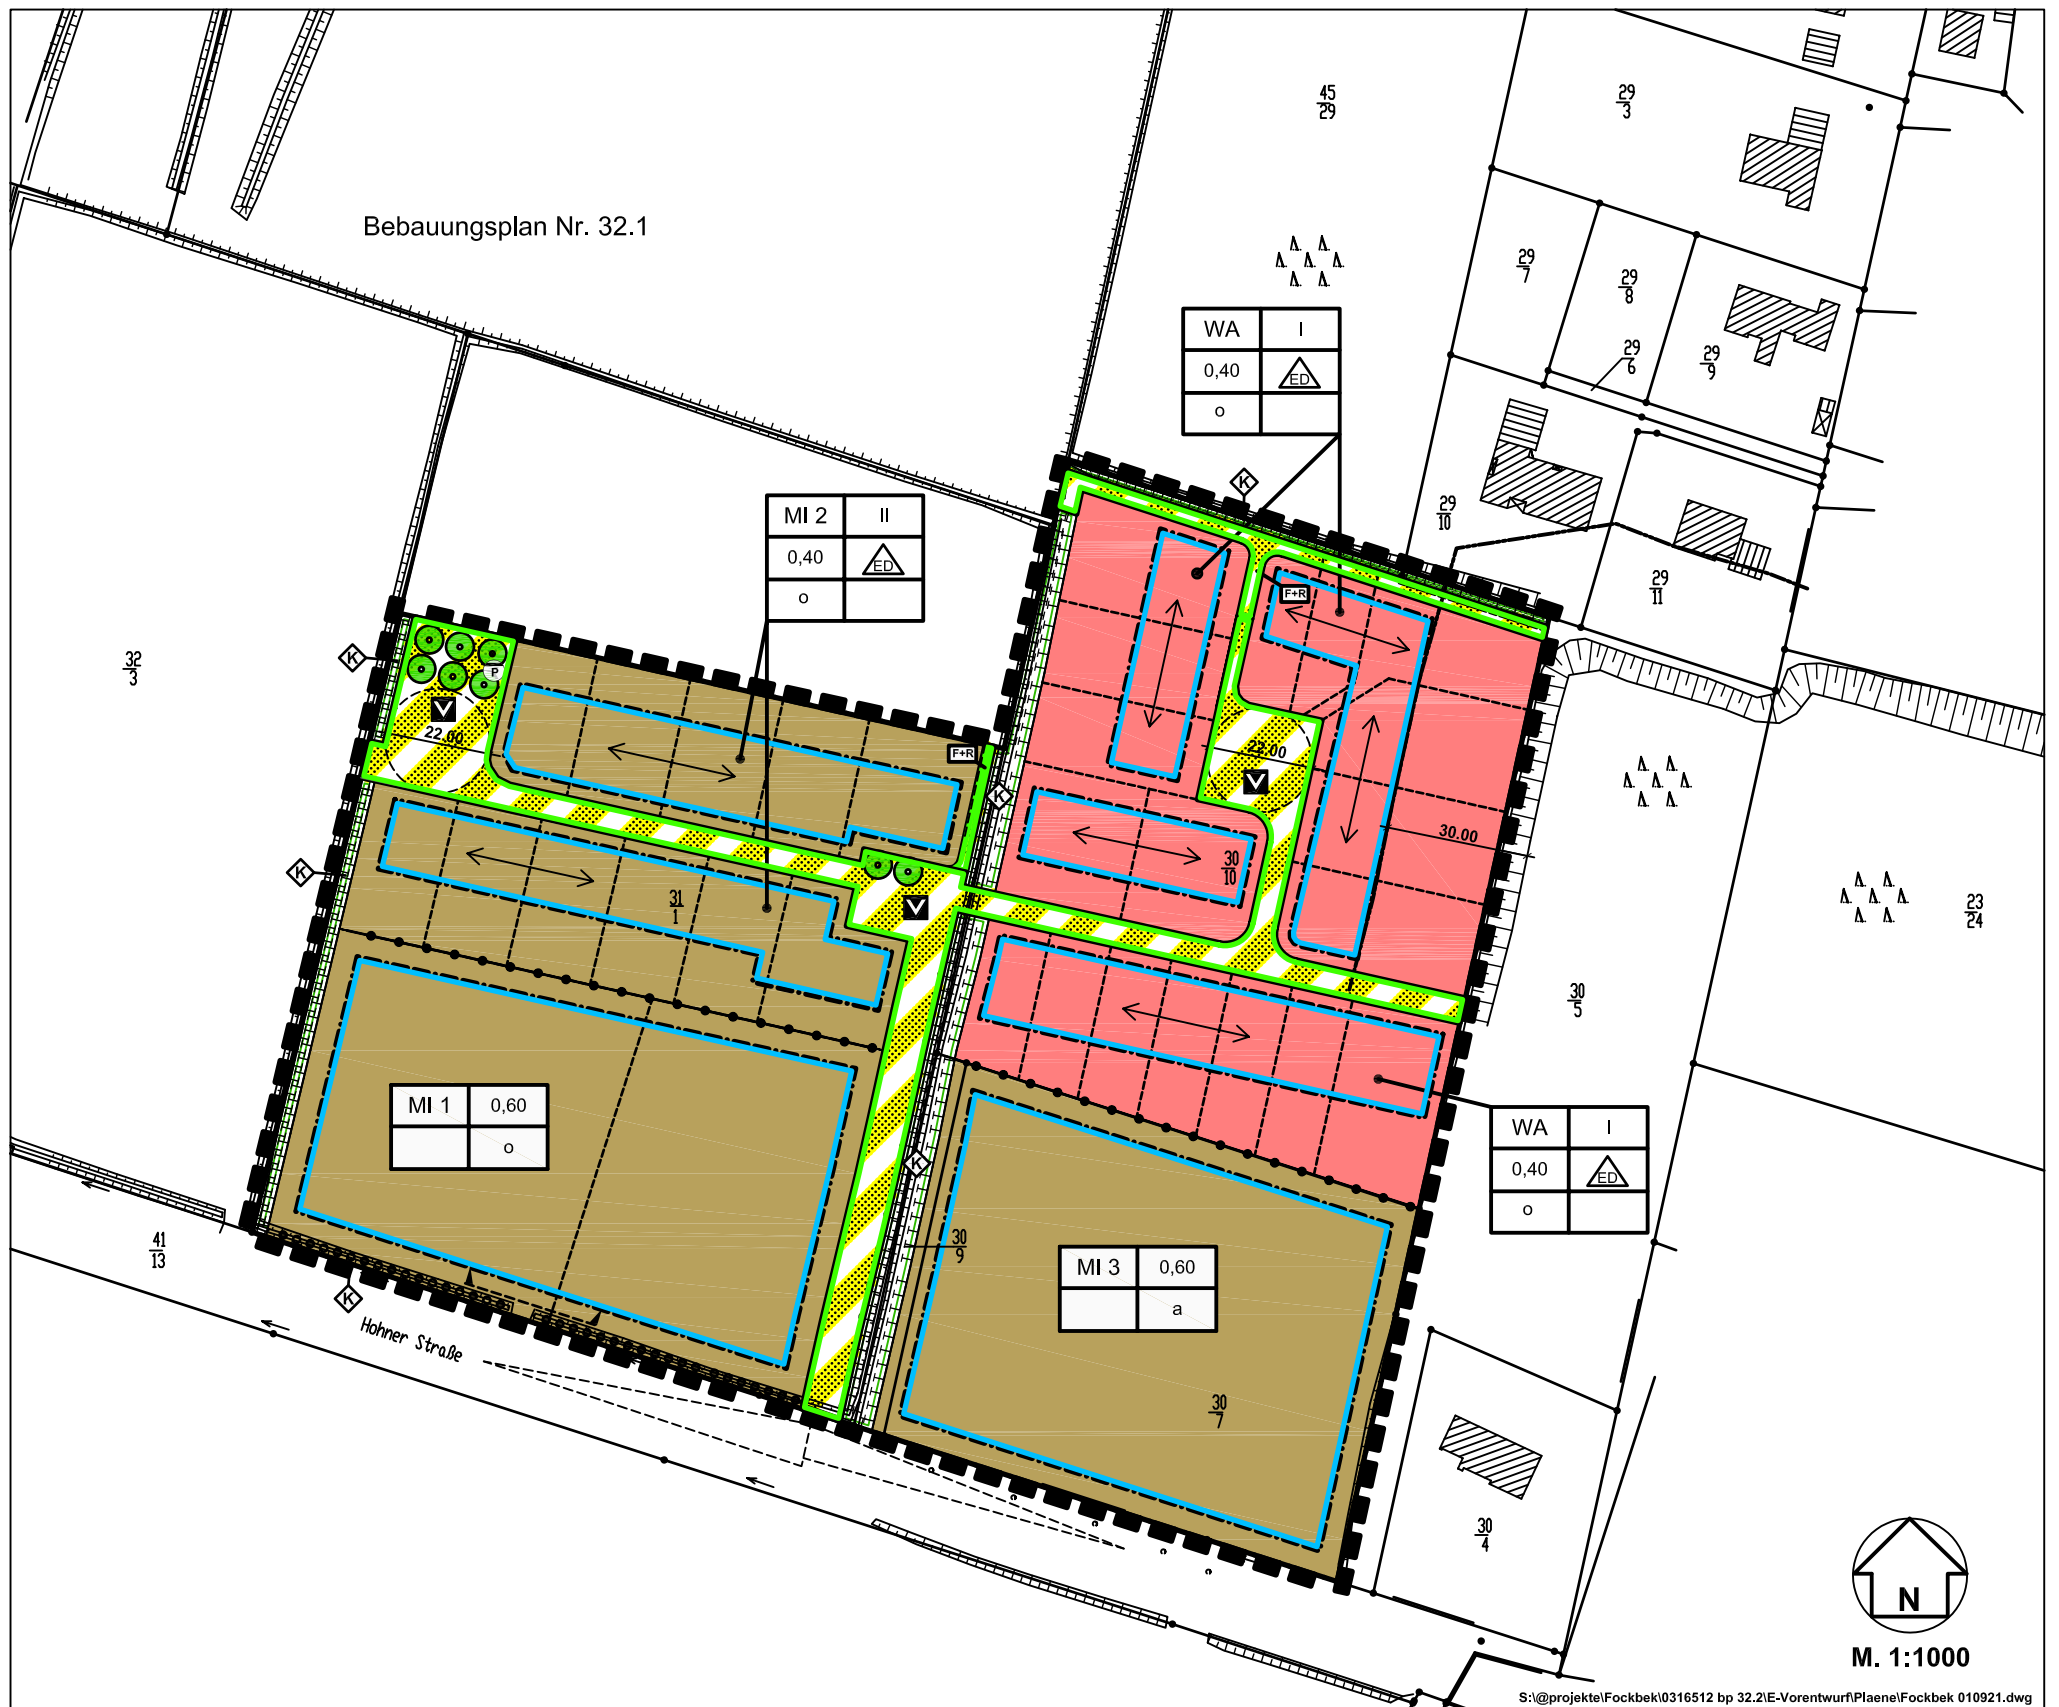 45
29
29
3
Bebauungsplan Nr. 32.1
29
7
29
8
29
6
29
9
WA I
0,40 ED
o
K
29
10
29
11
MI 2 II
0,40 ED
o
F+R
32
3
K
P
V
22.00
F+R
22.00
V
K
30.00
30
10
K
31
1
V
23
24
30
5
MI 1 0,60
o
WA I
0,40 ED
o
K
41
13
30
9
MI 3 0,60
a
K
Hohner Straße
30
7
30
4
N
M. 1:1000
S:\@projekte\Fockbek\0316512 bp 32.2\E-Vorentwurf\Plaene\Fockbek 010921.dwg